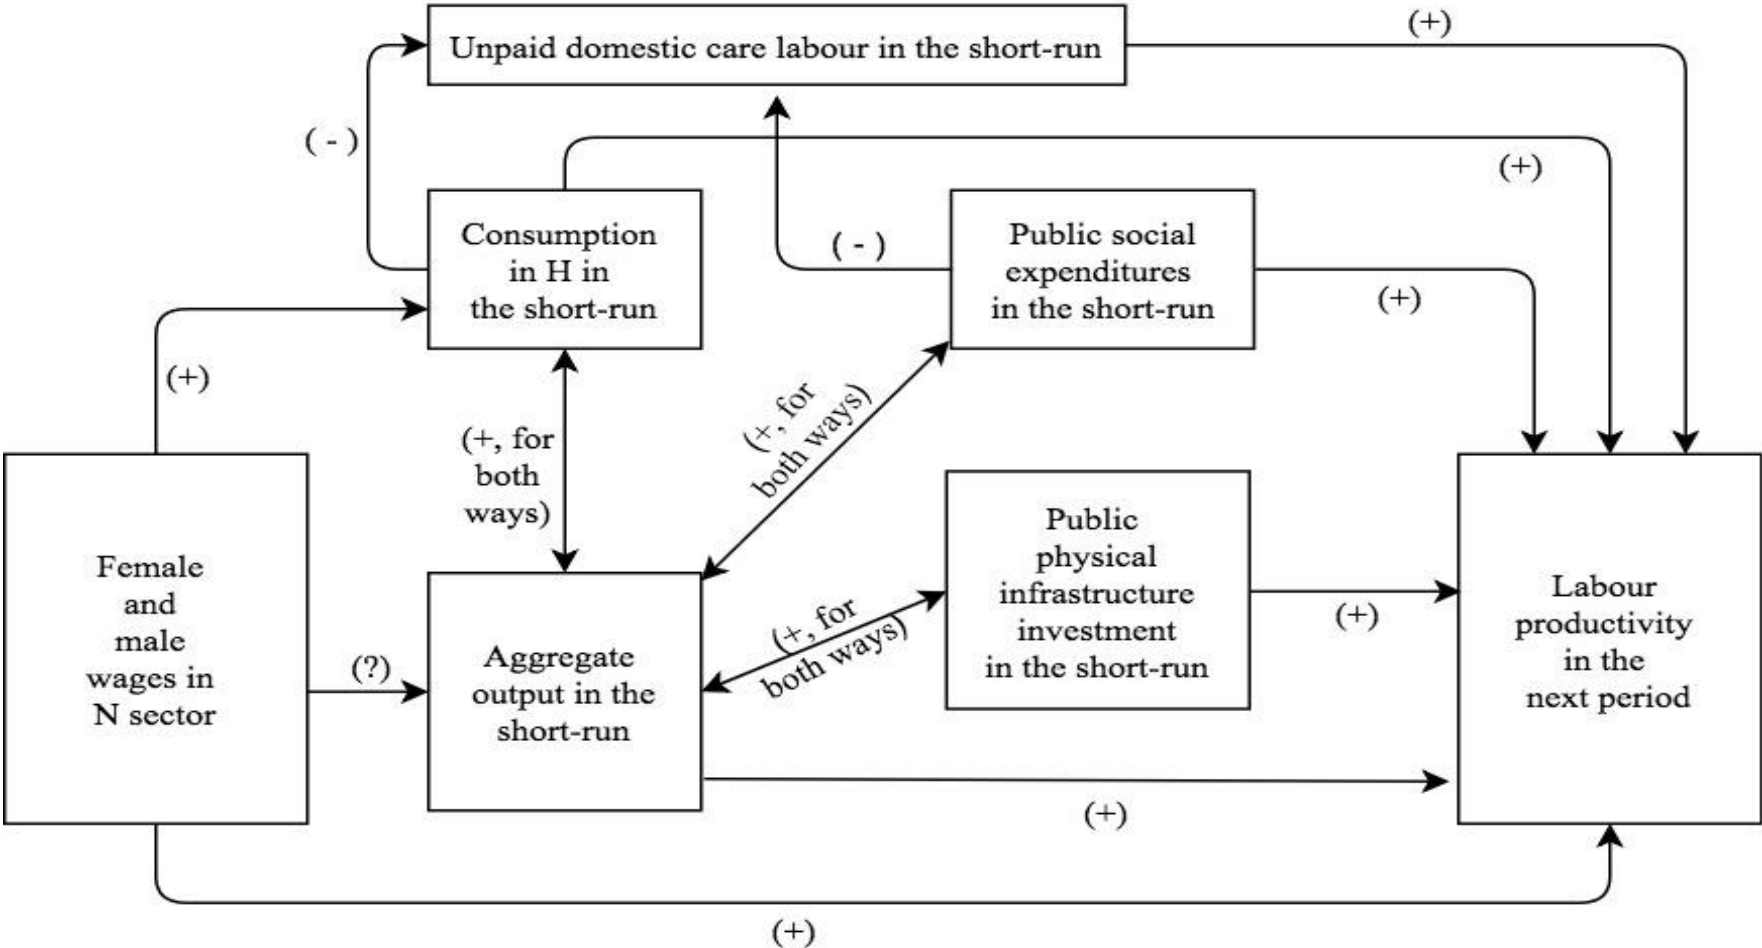 Unpaid domestic care labour in the short-run
(+)
( - )
(+)
Consumption
in H in
the short-run
( - )
Public social
expenditures
in the short-run
(+)
(+)
(+, for
both
ways)
(+, for
both ways)
Female
and
male
wages in
N sector
(?)
Aggregate
output in the
short-run
(+, for
both ways)
Public
physical
infrastructure
investment
in the short-run
(+)
Labour
productivity
in the
next period
(+)
(+)